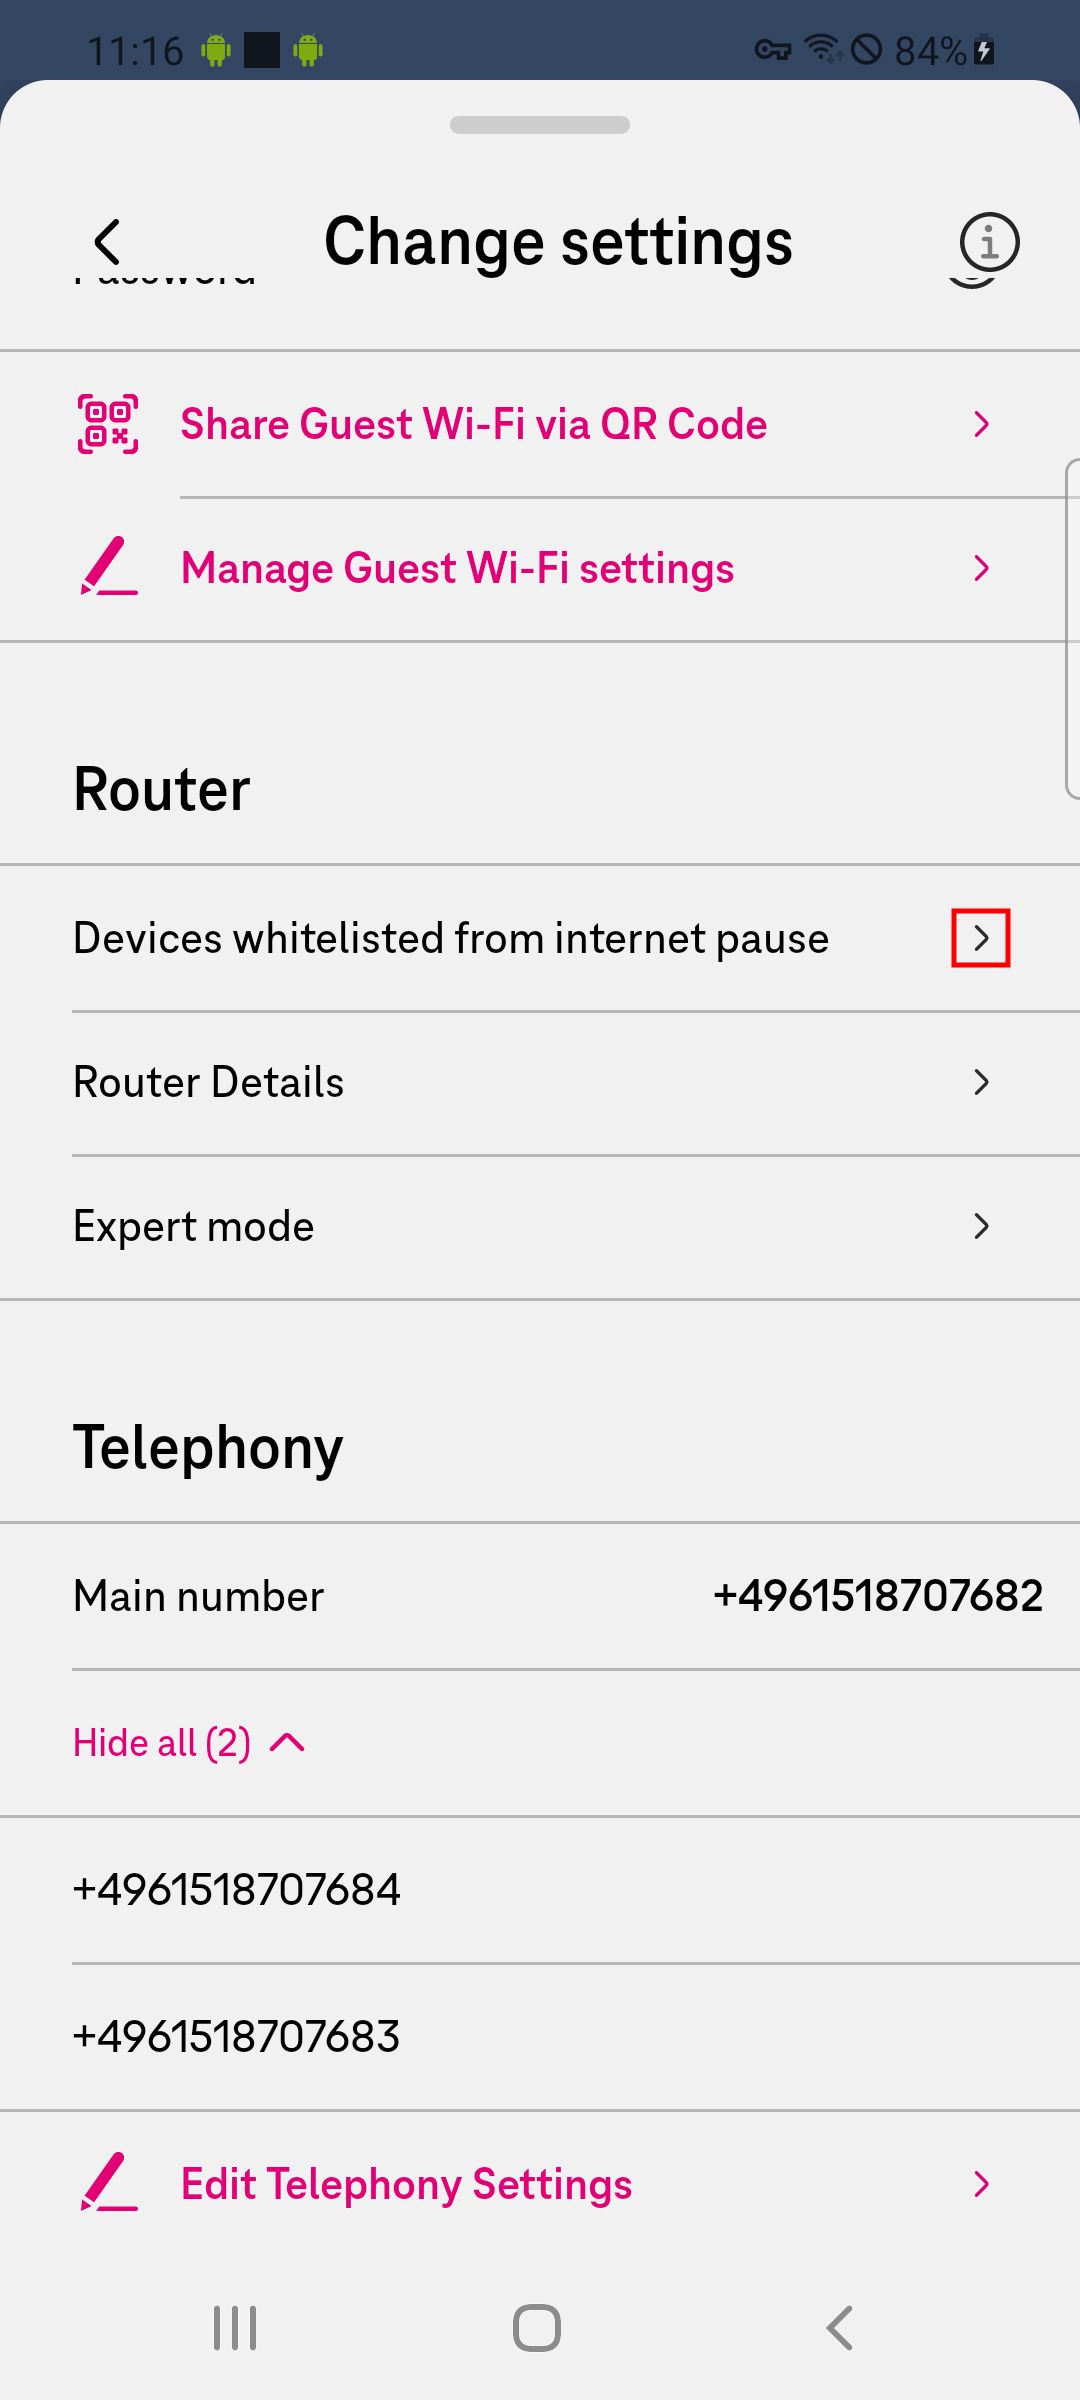 11:16
84%
Change settings
Password
Share Guest Wi-Fi via QR Code
Manage Guest Wi-Fi settings
Router
Devices whitelisted from internet pause
Router Details
Expert mode
Telephony
Main number +4961518707682
Hide all (2)
+4961518707684
+4961518707683
Edit Telephony Settings